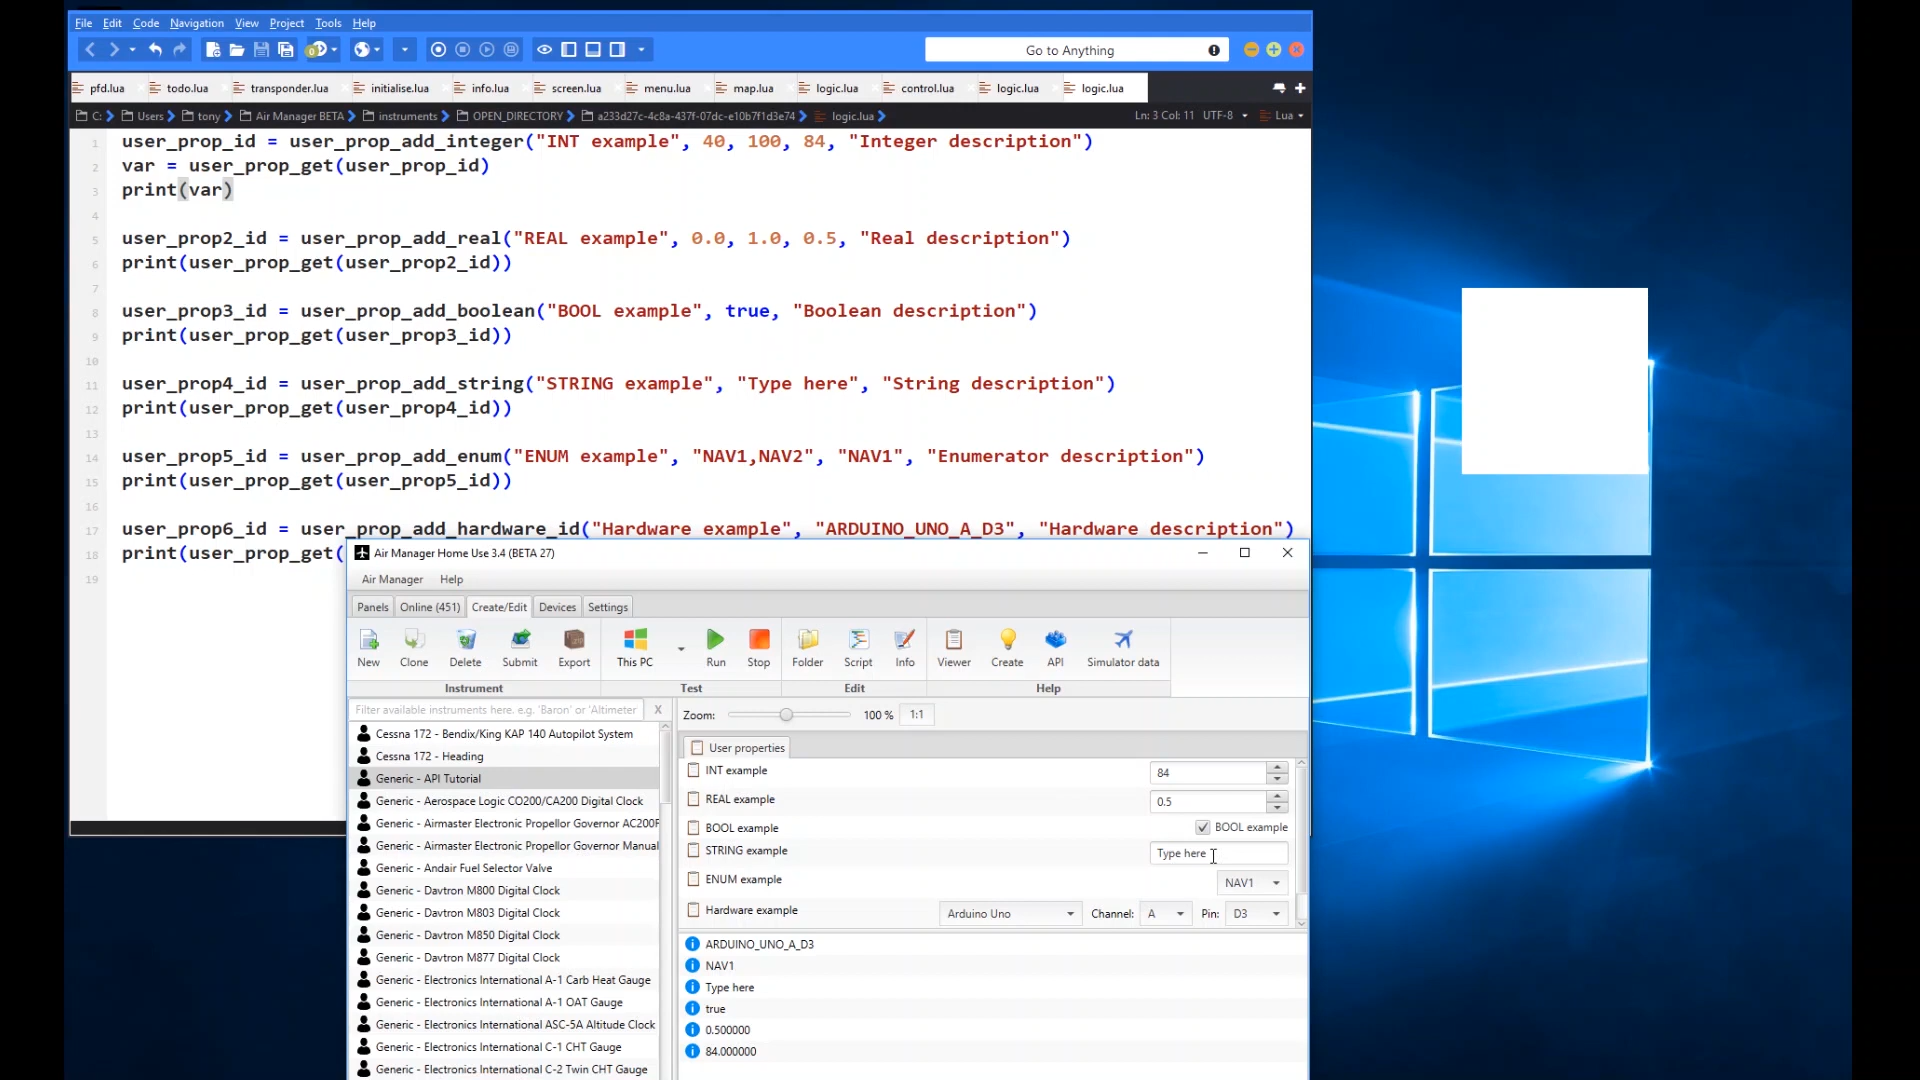 File Edit Code Navigation View Project Tools Help
Go to Anything
pfd.lua todo.lua transponder.lua initialise.lua info.lua screen.lua menu.lua map.lua logic.lua control.lua logic.lua logic.lua
C: Users tony Air Manager BETA instruments OPEN_DIRECTORY a233d27c-4c8a-437f-07dc-e10b7f1d3e74 logic.lua Ln: 3 Col: 11 UTF-8 Lua
1 user_prop_id = user_prop_add_integer("INT example", 40, 100, 84, "Integer description")
2 var = user_prop_get(user_prop_id)
3 print(var)
4
5 user_prop2_id = user_prop_add_real("REAL example", 0.0, 1.0, 0.5, "Real description")
6 print(user_prop_get(user_prop2_id))
7
8 user_prop3_id = user_prop_add_boolean("BOOL example", true, "Boolean description")
9 print(user_prop_get(user_prop3_id))
10
11 user_prop4_id = user_prop_add_string("STRING example", "Type here", "String description")
12 print(user_prop_get(user_prop4_id))
13
14 user_prop5_id = user_prop_add_enum("ENUM example", "NAV1,NAV2", "NAV1", "Enumerator description")
15 print(user_prop_get(user_prop5_id))
16
17 user_prop6_id = user_prop_add_hardware_id("Hardware example", "ARDUINO_UNO_A_D3", "Hardware description")
18 print(user_prop_get(
19
Air Manager Home Use 3.4 (BETA 27)
Air Manager Help
Panels Online (451) Create/Edit Devices Settings
New Clone Delete Submit Export This PC Run Stop Folder Script Info Viewer Create API Simulator data
Instrument Test Edit Help
Filter available instruments here. e.g. 'Baron' or 'Altimeter X
Cessna 172 - Bendix/King KAP 140 Autopilot System
Cessna 172 - Heading
Generic - API Tutorial
Generic - Aerospace Logic CO200/CA200 Digital Clock
Generic - Airmaster Electronic Propellor Governor AC200F
Generic - Airmaster Electronic Propellor Governor Manual
Generic - Andair Fuel Selector Valve
Generic - Davtron M800 Digital Clock
Generic - Davtron M803 Digital Clock
Generic - Davtron M850 Digital Clock
Generic - Davtron M877 Digital Clock
Generic - Electronics International A-1 Carb Heat Gauge
Generic - Electronics International A-1 OAT Gauge
Generic - Electronics International ASC-5A Altitude Clock
Generic - Electronics International C-1 CHT Gauge
Generic - Electronics International C-2 Twin CHT Gauge
Zoom: 100 % 1:1
User properties
INT example 84
REAL example 0.5
BOOL example BOOL example
STRING example Type here
ENUM example NAV1
Hardware example Arduino Uno Channel: A Pin: D3
ARDUINO_UNO_A_D3
NAV1
Type here
true
0.500000
84.000000